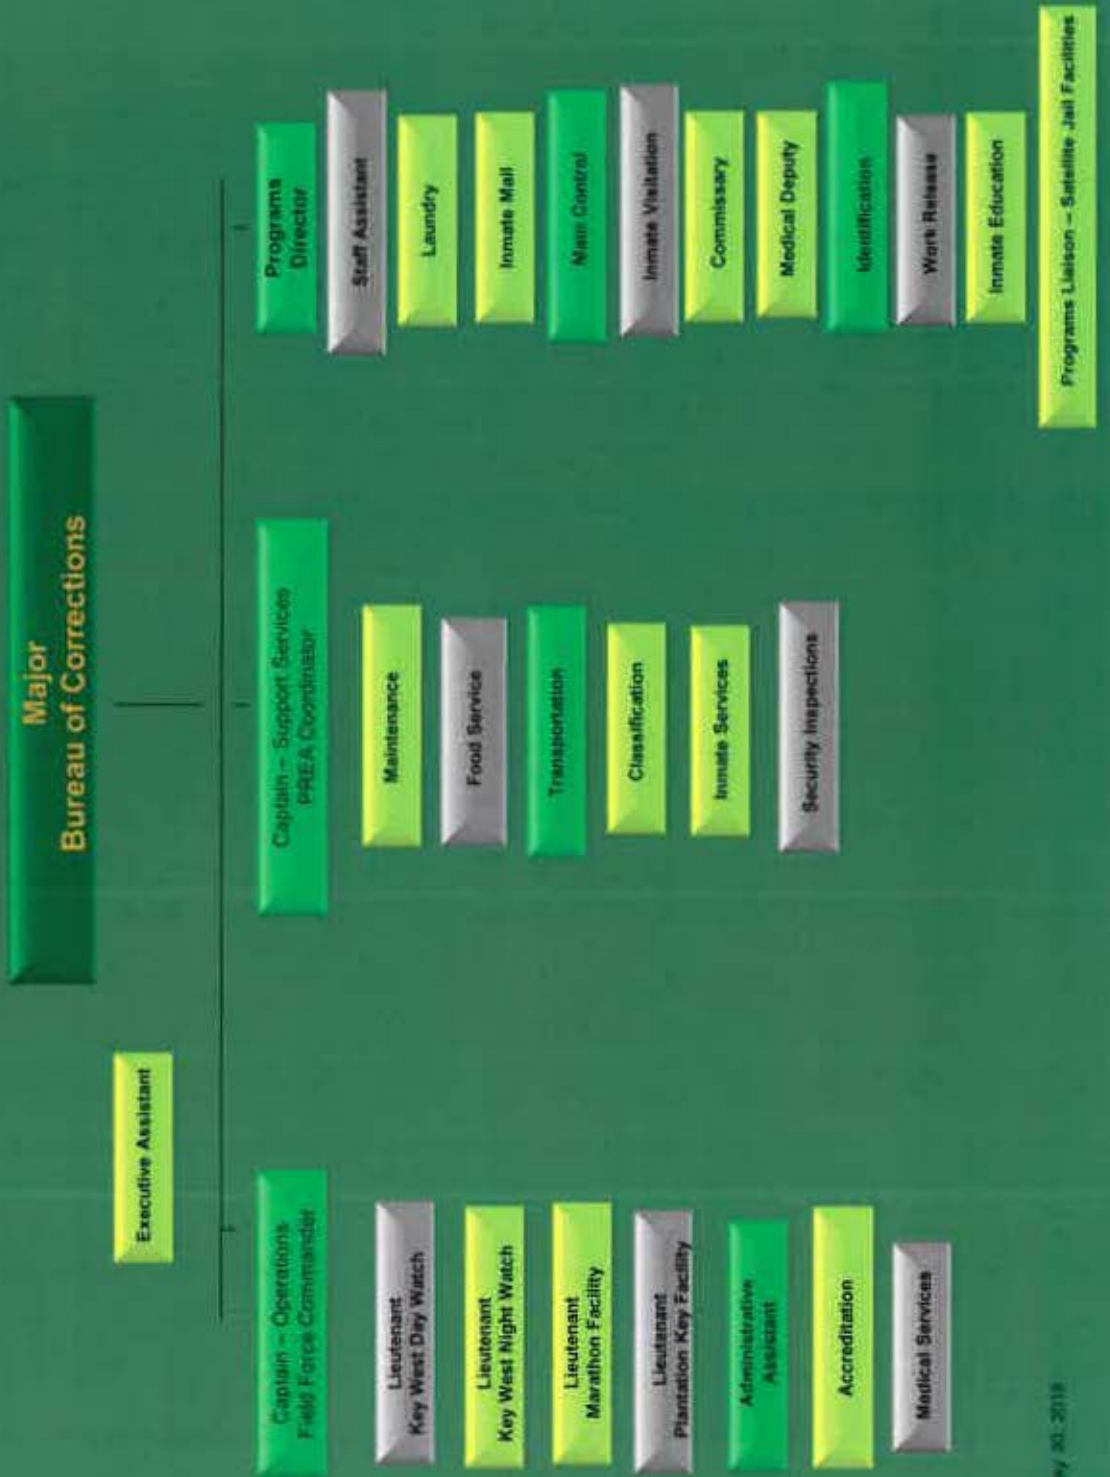 Major
Bureau of Corrections
Executive Assistant
Captain – Operations
Field Force Commander
Lieutenant
Key West Day Watch
Lieutenant
Key West Night Watch
Lieutenant
Marathon Facility
Lieutenant
Plantation Key Facility
Administrative
Assistant
Accreditation
Medical Services
Captain – Support Services
PREA Coordinator
Maintenance
Food Service
Transportation
Classification
Inmate Services
Security Inspections
Programs
Director
Staff Assistant
Laundry
Inmate Mail
Main Control
Inmate Visitation
Commissary
Medical Deputy
Identification
Work Release
Inmate Education
Programs Liaison – Satellite Jail Facilities